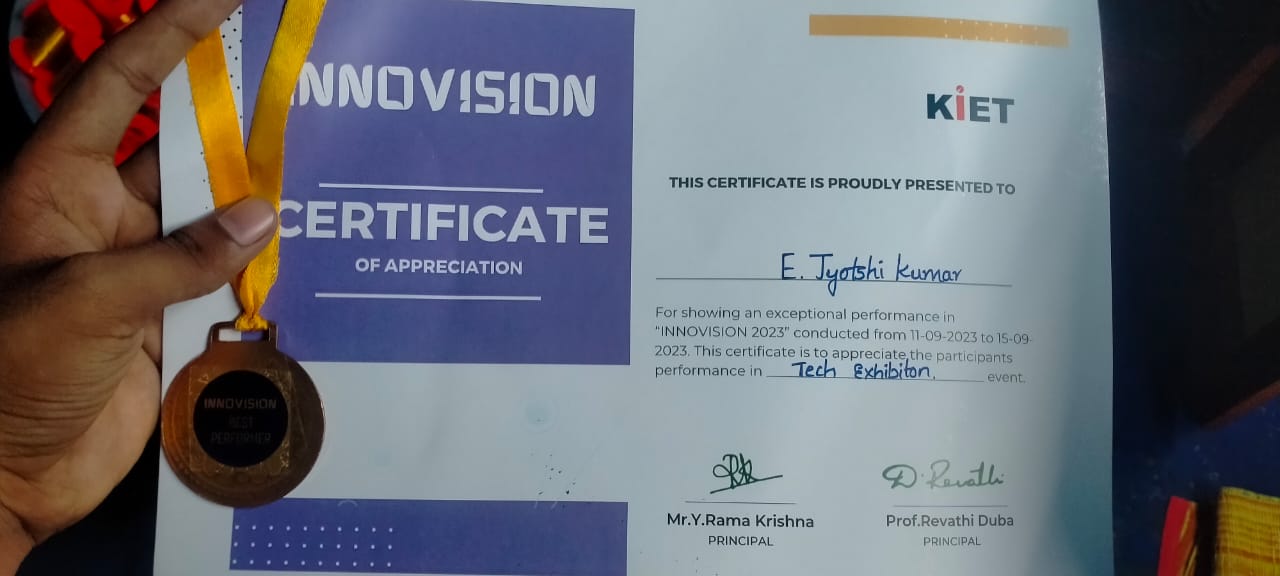 INNOVISION
CERTIFICATE
OF APPRECIATION
INNOVISION
BEST
PERFORMER
KiET
THIS CERTIFICATE IS PROUDLY PRESENTED TO
E. Jyotshi Kumar
For showing an exceptional performance in
"INNOVISION 2023" conducted from 11-09-2023 to 15-09-
2023. This certificate is to appreciate the participants
performance in Tech Exhibiton. event.
D. Revathi
Mr.Y.Rama Krishna
PRINCIPAL
Prof.Revathi Duba
PRINCIPAL